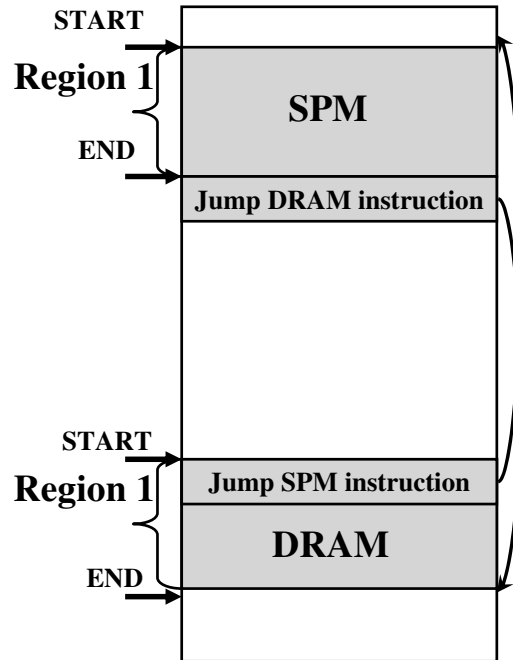 START
Region 1
SPM
END
Jump DRAM instruction
START
Region 1
Jump SPM instruction
DRAM
END